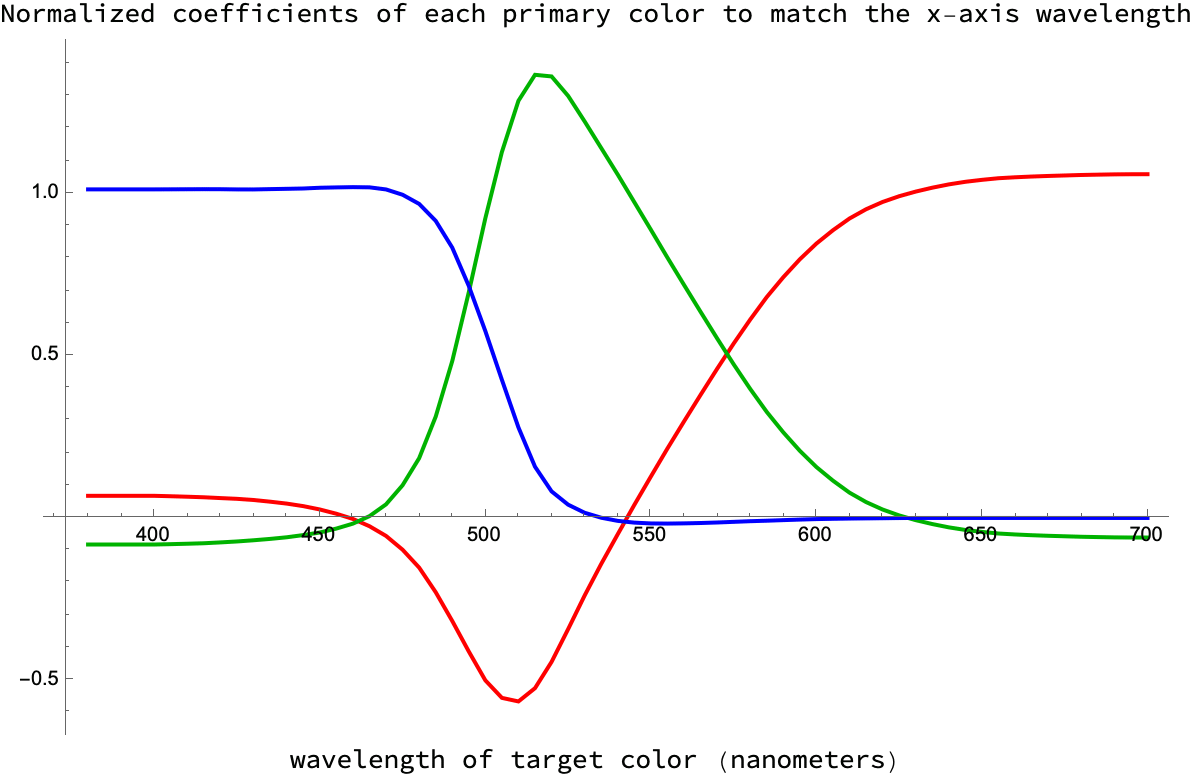 Normalized coefficients of each primary color to match the x-axis wavelength
1.0
0.5
400 450 500 550 600 650 700
-0.5
wavelength of target color (nanometers)